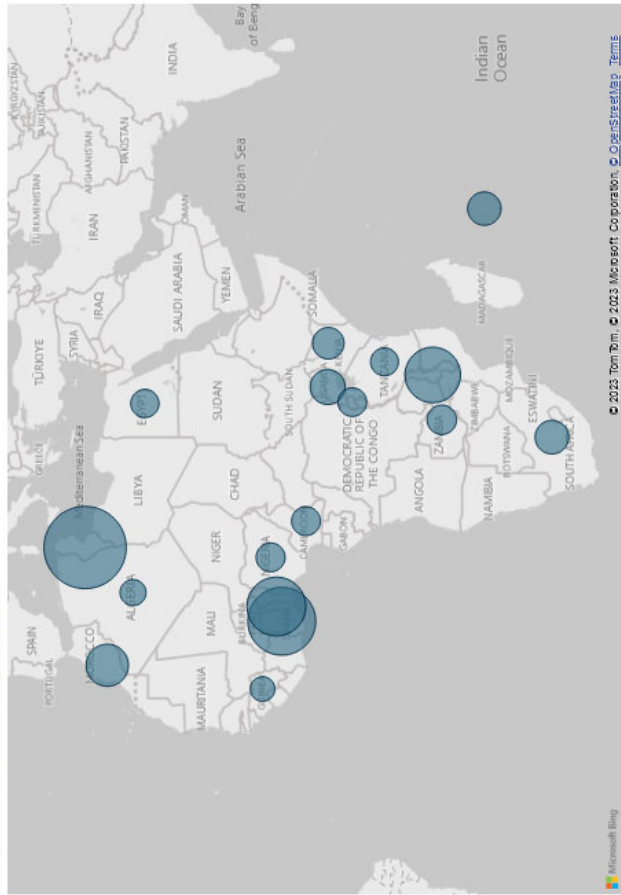 KYRGYZSTAN
TAJIKISTAN
TURKMENISTAN
AFGHANISTAN
PAKISTAN
INDIA
Bay
of Beng
TÜRKIYE
SYRIA
IRAQ
IRAN
SAUDI ARABIA
OMAN
YEMEN
Arabian Sea
Indian
Ocean
SPAIN
PORTUGAL
GREECE
Mediterranean Sea
MOROCCO
ALGERIA
LIBYA
EGYPT
MAURITANIA
MALI
NIGER
CHAD
SUDAN
BURKINA
NIGERIA
CAMEROON
SOUTH SUDAN
SOMALIA
GABON
DEMOCRATIC
REPUBLIC OF
THE CONGO
KENYA
TANZANIA
ANGOLA
ZAMBIA
ZIMBABWE
MOZAMBIQUE
MADAGASCAR
NAMIBIA
BOTSWANA
ESWATINI
SOUTH AFRICA
Microsoft Bing
© 2023 TomTom, © 2023 Microsoft Corporation, © OpenStreetMap Terms